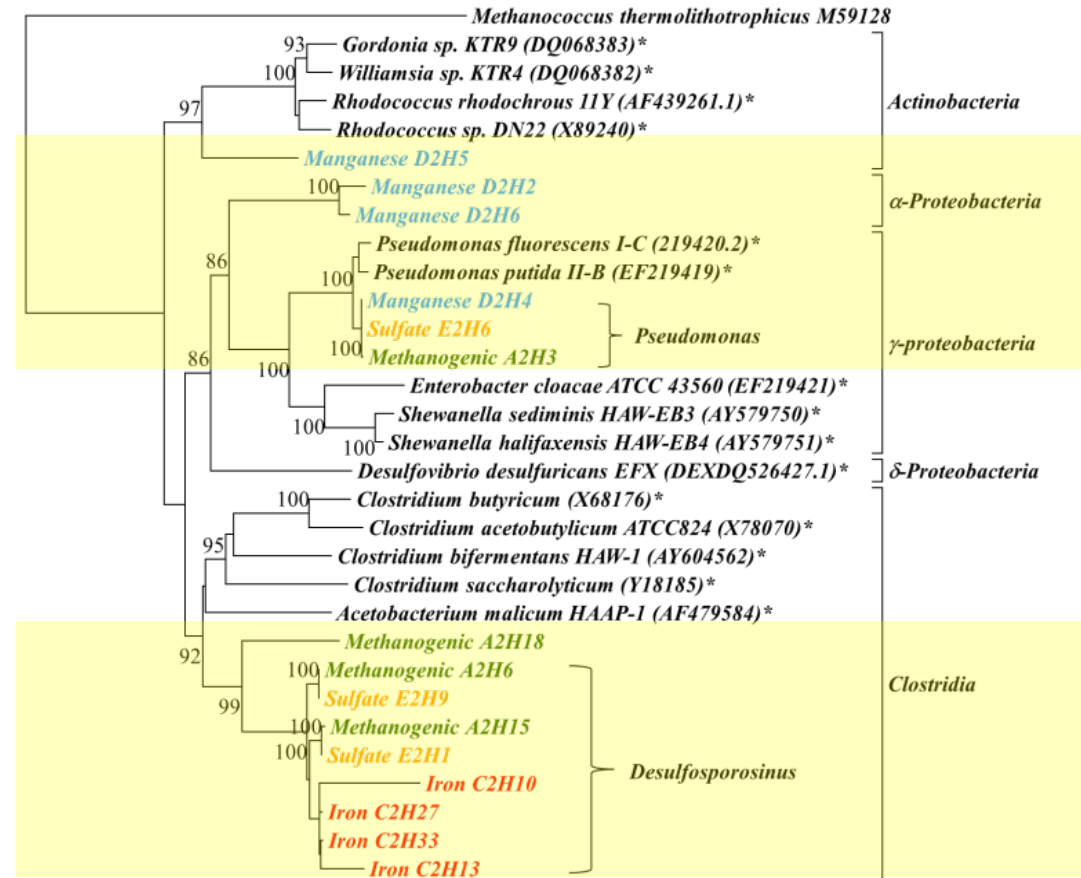 Methanococcus thermolithotrophicus M59128
93
Gordonia sp. KTR9 (DQ068383)*
100
Williamsia sp. KTR4 (DQ068382)*
97
Rhodococcus rhodochrous 11Y (AF439261.1)*
Actinobacteria
Rhodococcus sp. DN22 (X89240)*
Manganese D2H5
100
Manganese D2H2
α-Proteobacteria
Manganese D2H6
Pseudomonas fluorescens I-C (219420.2)*
86
100
Pseudomonas putida II-B (EF219419)*
Manganese D2H4
Sulfate E2H6
Pseudomonas
γ-proteobacteria
100
Methanogenic A2H3
86
100
Enterobacter cloacae ATCC 43560 (EF219421)*
Shewanella sediminis HAW-EB3 (AY579750)*
100
100
Shewanella halifaxensis HAW-EB4 (AY579751)*
Desulfovibrio desulfuricans EFX (DEXDQ526427.1)*
δ-Proteobacteria
100
Clostridium butyricum (X68176)*
Clostridium acetobutylicum ATCC824 (X78070)*
95
Clostridium bifermentans HAW-1 (AY604562)*
Clostridium saccharolyticum (Y18185)*
Acetobacterium malicum HAAP-1 (AF479584)*
92
Methanogenic A2H18
100
Methanogenic A2H6
Clostridia
99
Sulfate E2H9
100
Methanogenic A2H15
100
Sulfate E2H1
Desulfosporosinus
Iron C2H10
Iron C2H27
Iron C2H33
Iron C2H13